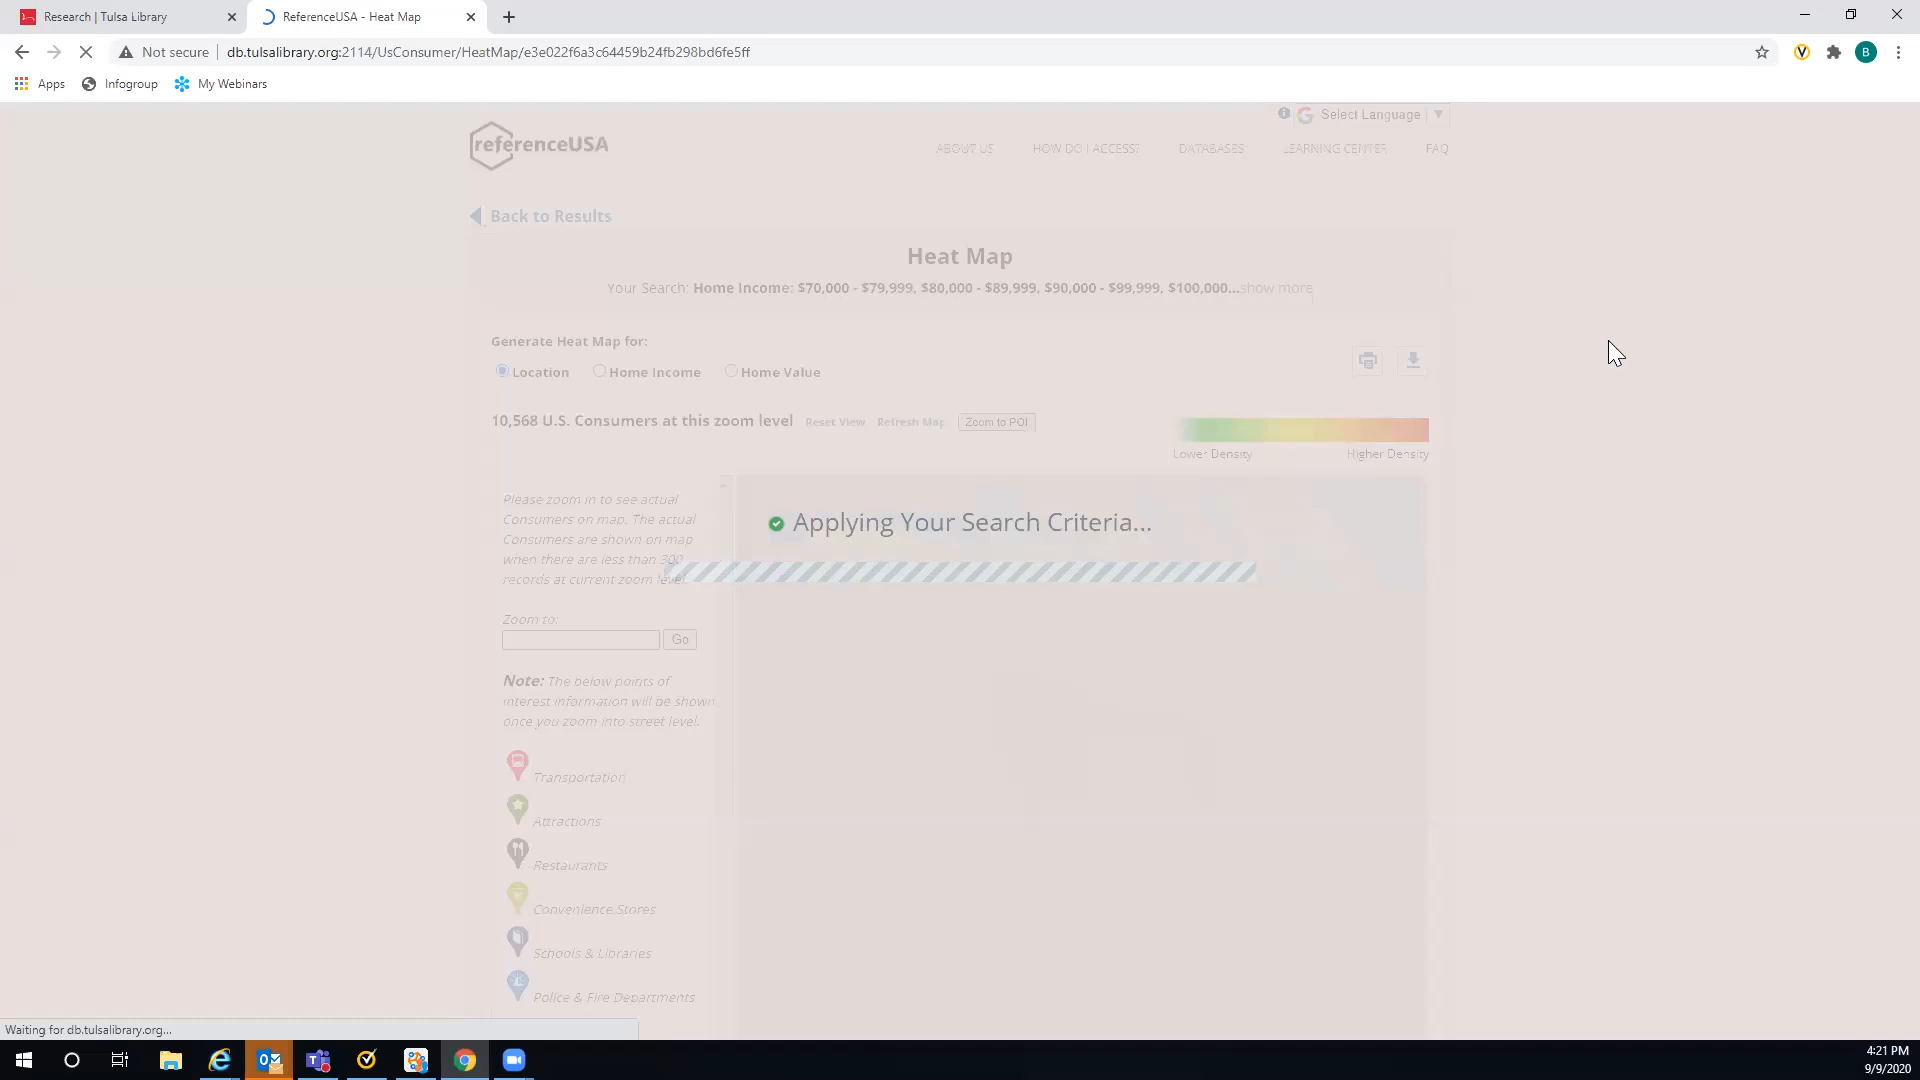 Research | Tulsa Library
ReferenceUSA - Heat Map
Not secure
db.tulsalibrary.org:2114/UsConsumer/HeatMap/e3e022f6a3c64459b24fb298bd6fe5ff
B
Apps
Infogroup
My Webinars
Select Language
referenceUSA
ABOUT US
HOW DO I ACCESS?
DATABASES
LEARNING CENTER
FAQ
Back to Results
Heat Map
Your Search: Home Income: $70,000 - $79,999, $80,000 - $89,999, $90,000 - $99,999, $100,000...show more
Generate Heat Map for:
Location
Home Income
Home Value
10,568 U.S. Consumers at this zoom level
Reset View
Refresh Map
Zoom to POI
Lower Density
Higher Density
Please zoom in to see actual
Consumers on map. The actual
Consumers are shown on map
when there are less than 300
records at current zoom level.
Applying Your Search Criteria...
Zoom to:
Go
Note: The below points of
interest information will be shown
once you zoom into street level.
Transportation
Attractions
Restaurants
Convenience Stores
Schools & Libraries
Police & Fire Departments
Waiting for db.tulsalibrary.org...
4:21 PM
9/9/2020